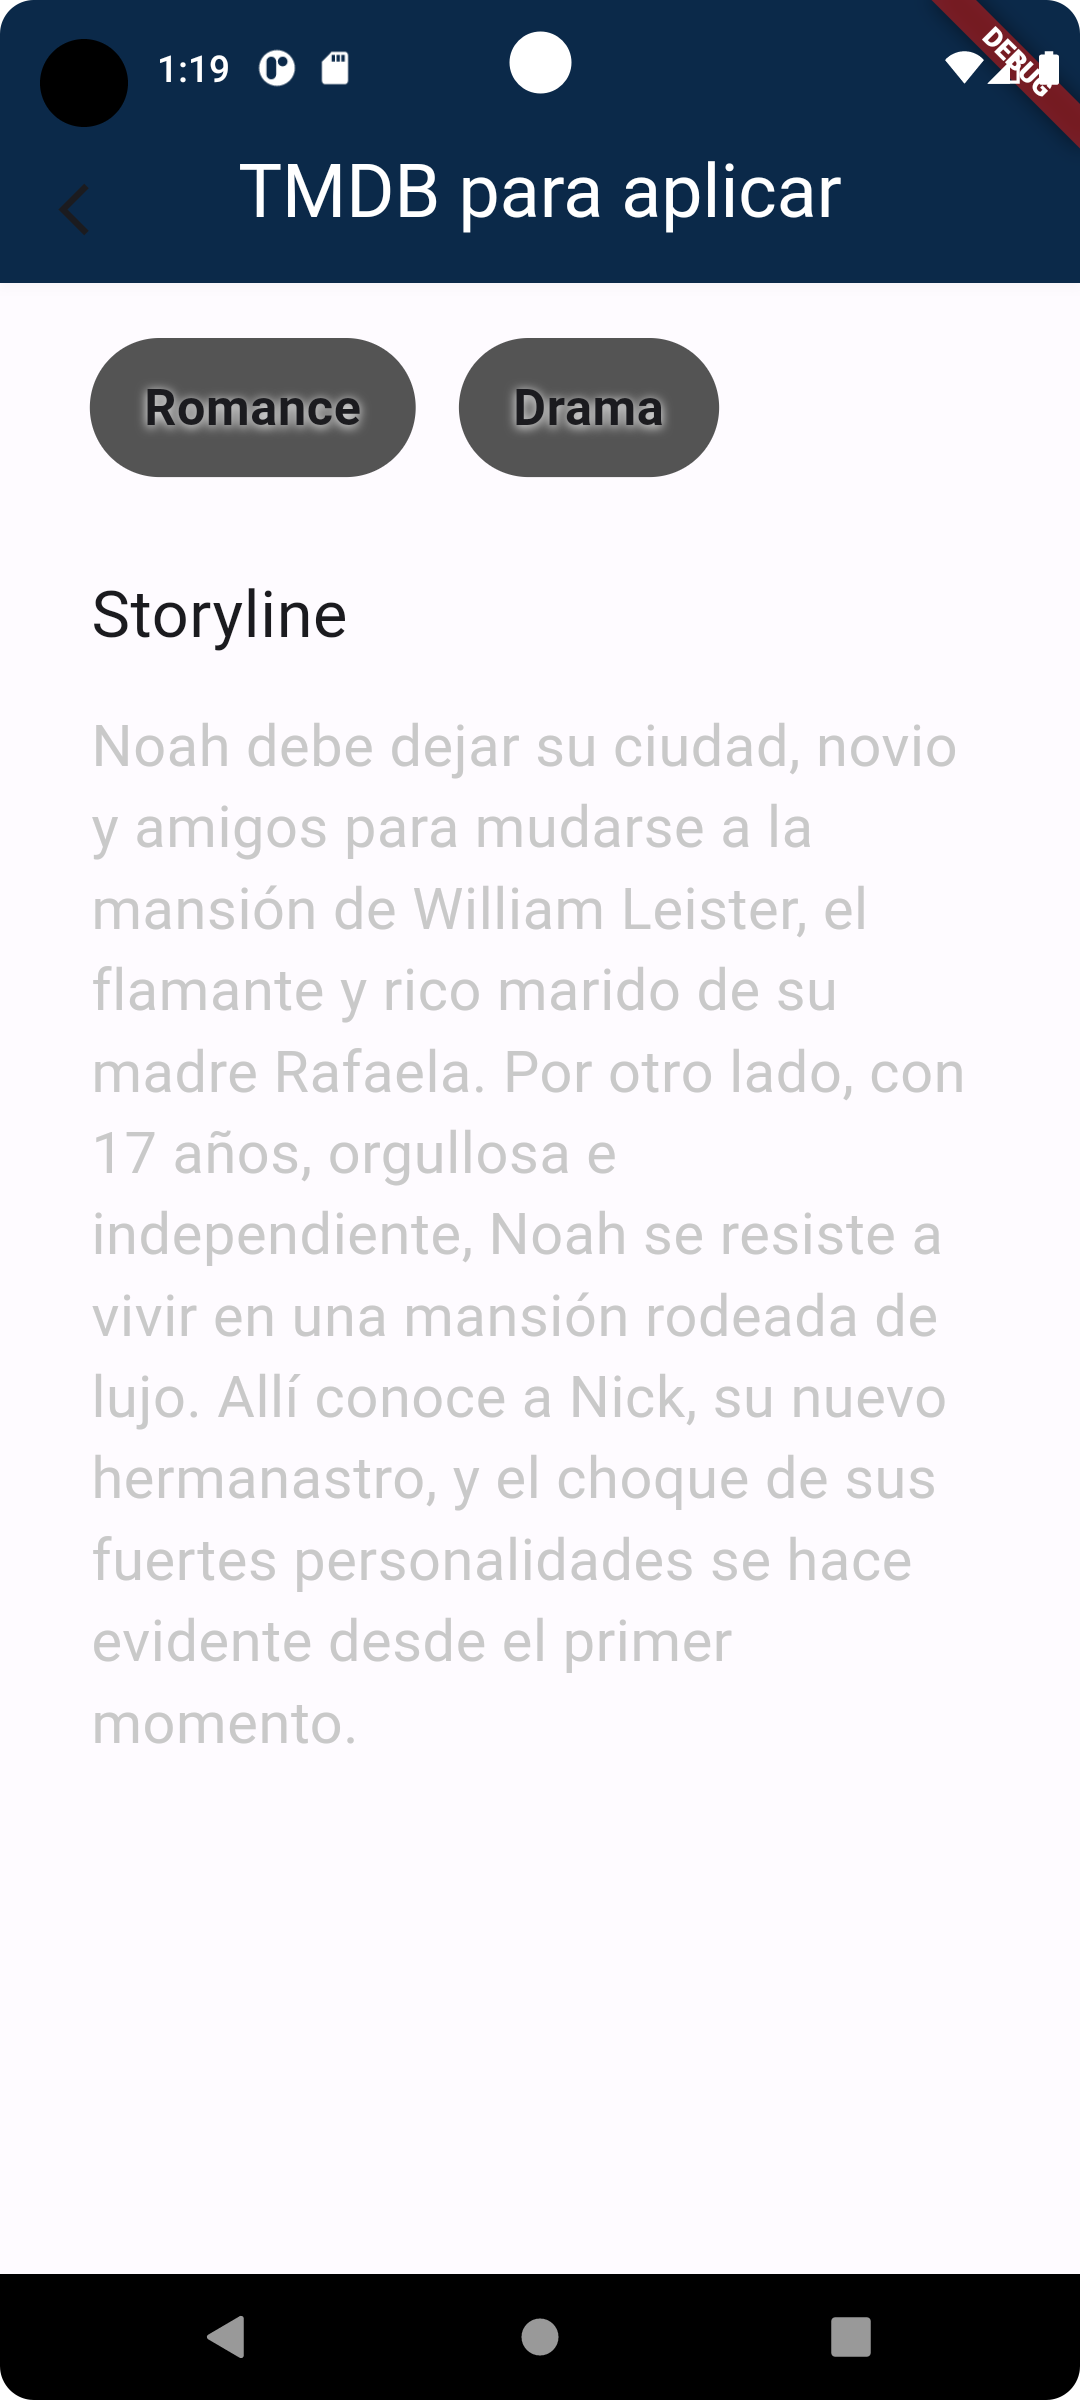 1:19
DEBUG
TMDB para aplicar
Romance Drama
Storyline
Noah debe dejar su ciudad, novio
y amigos para mudarse a la
mansión de William Leister, el
flamante y rico marido de su
madre Rafaela. Por otro lado, con
17 años, orgullosa e
independiente, Noah se resiste a
vivir en una mansión rodeada de
lujo. Allí conoce a Nick, su nuevo
hermanastro, y el choque de sus
fuertes personalidades se hace
evidente desde el primer
momento.